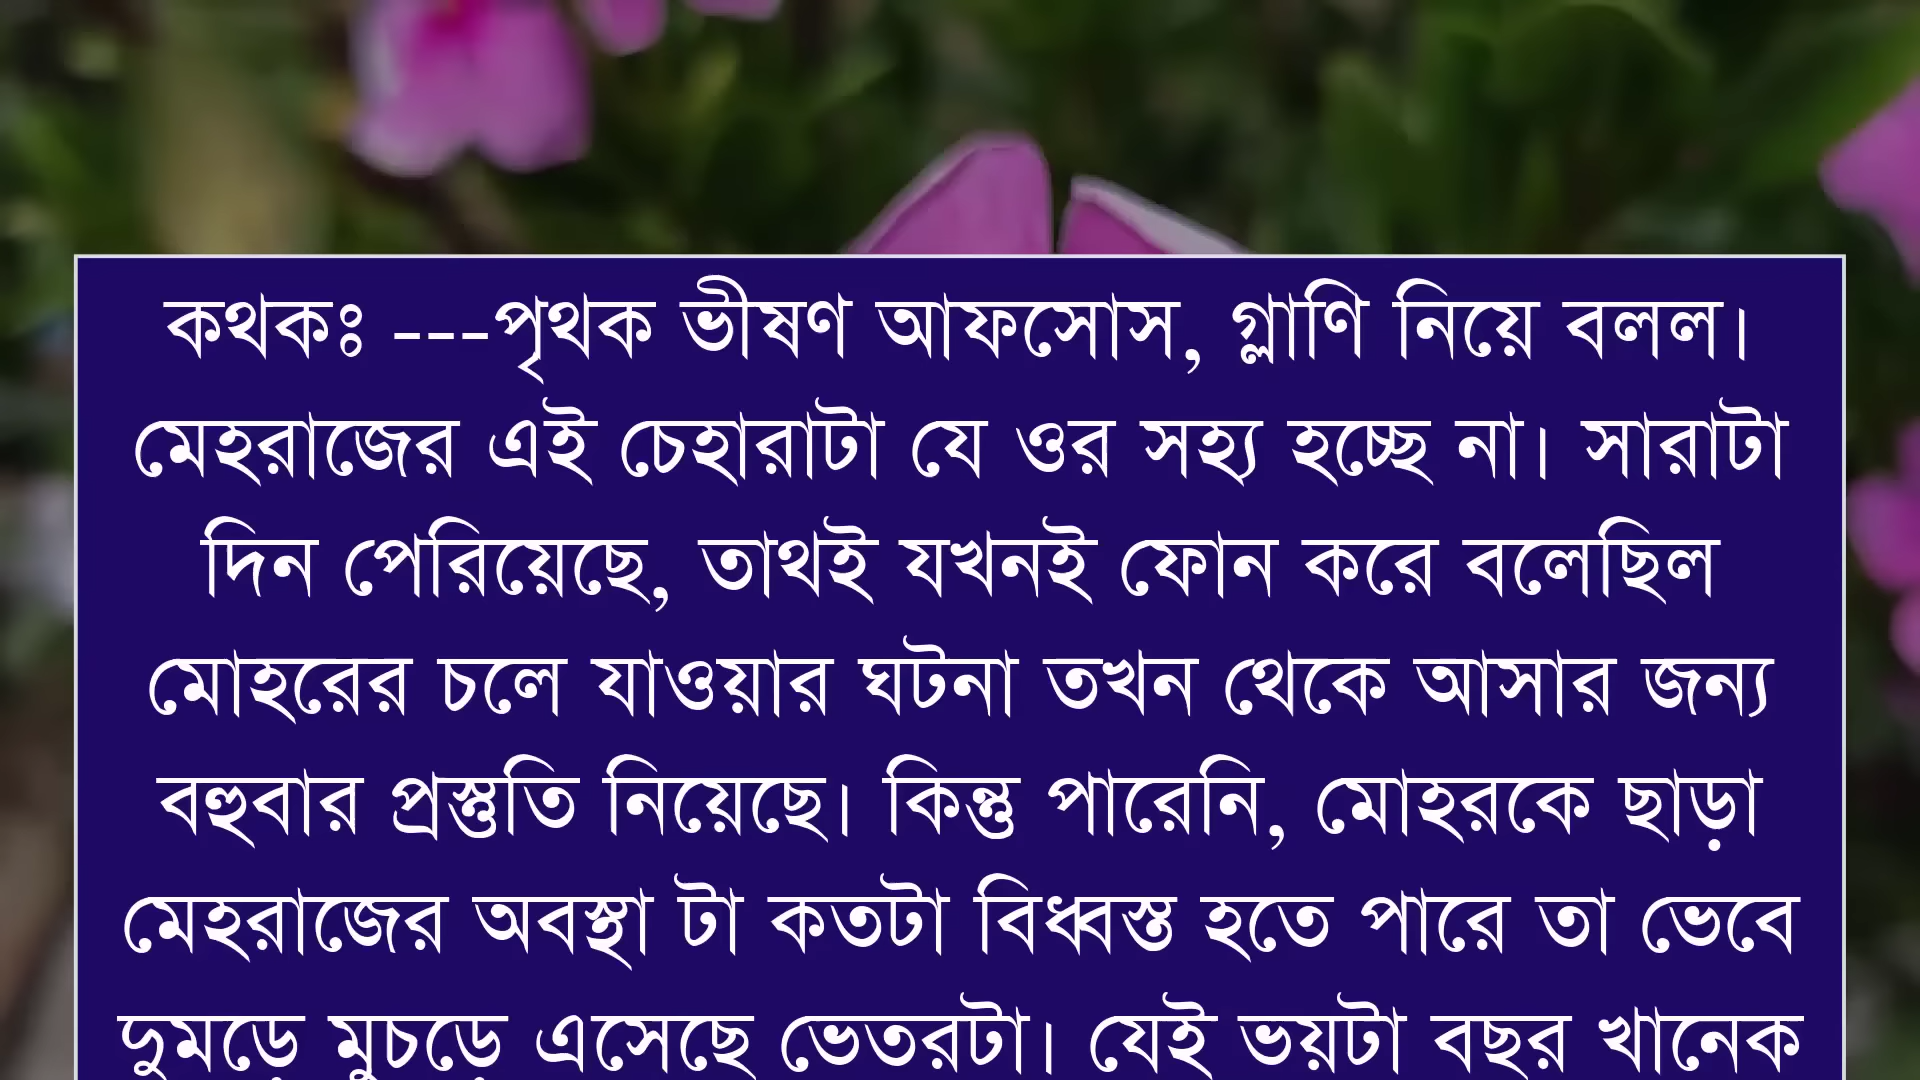 কথকঃ ---পৃথক ভীষণ আফসোস, গ্লাণি নিয়ে বলল।
মেহরাজের এই চেহারাটা যে ওর সহ্য হচ্ছে না। সারাটা
দিন পেরিয়েছে, তাথই যখনই ফোন করে বলেছিল
মোহরের চলে যাওয়ার ঘটনা তখন থেকে আসার জন্য
বহুবার প্রস্তুতি নিয়েছে। কিন্তু পারেনি, মোহরকে ছাড়া
মেহরাজের অবস্থা টা কতটা বিধ্বস্ত হতে পারে তা ভেবে
দুমড়ে মুচড়ে এসেছে ভেতরটা। যেই ভয়টা বছর খানেক